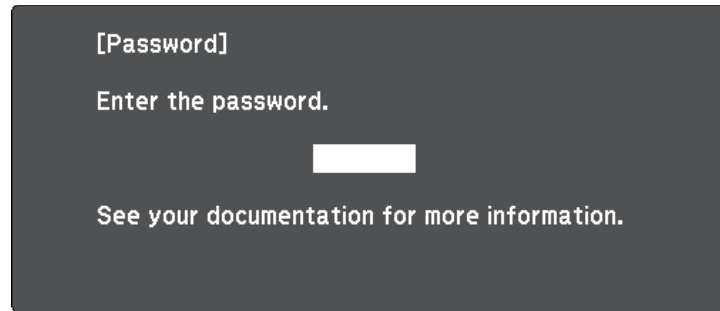 [Password]
Enter the password.
See your documentation for more information.